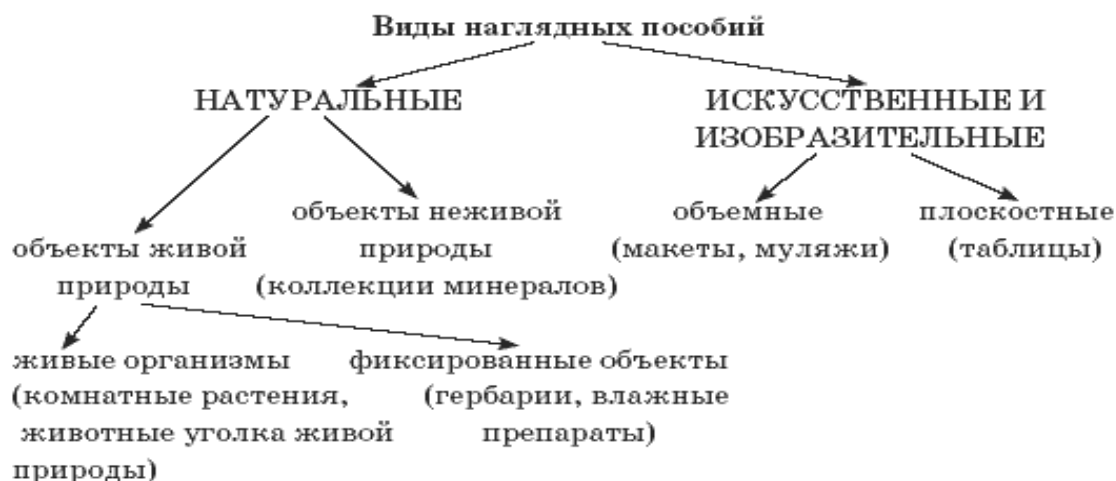 Виды наглядных пособий
НАТУРАЛЬНЫЕ
ИСКУССТВЕННЫЕ И
ИЗОБРАЗИТЕЛЬНЫЕ
объекты живой
природы
объекты неживой
природы
(коллекции минералов)
объемные
(макеты, муляжи)
плоскостные
(таблицы)
живые организмы
(комнатные растения,
животные уголка живой
природы)
фиксированные объекты
(гербарии, влажные
препараты)